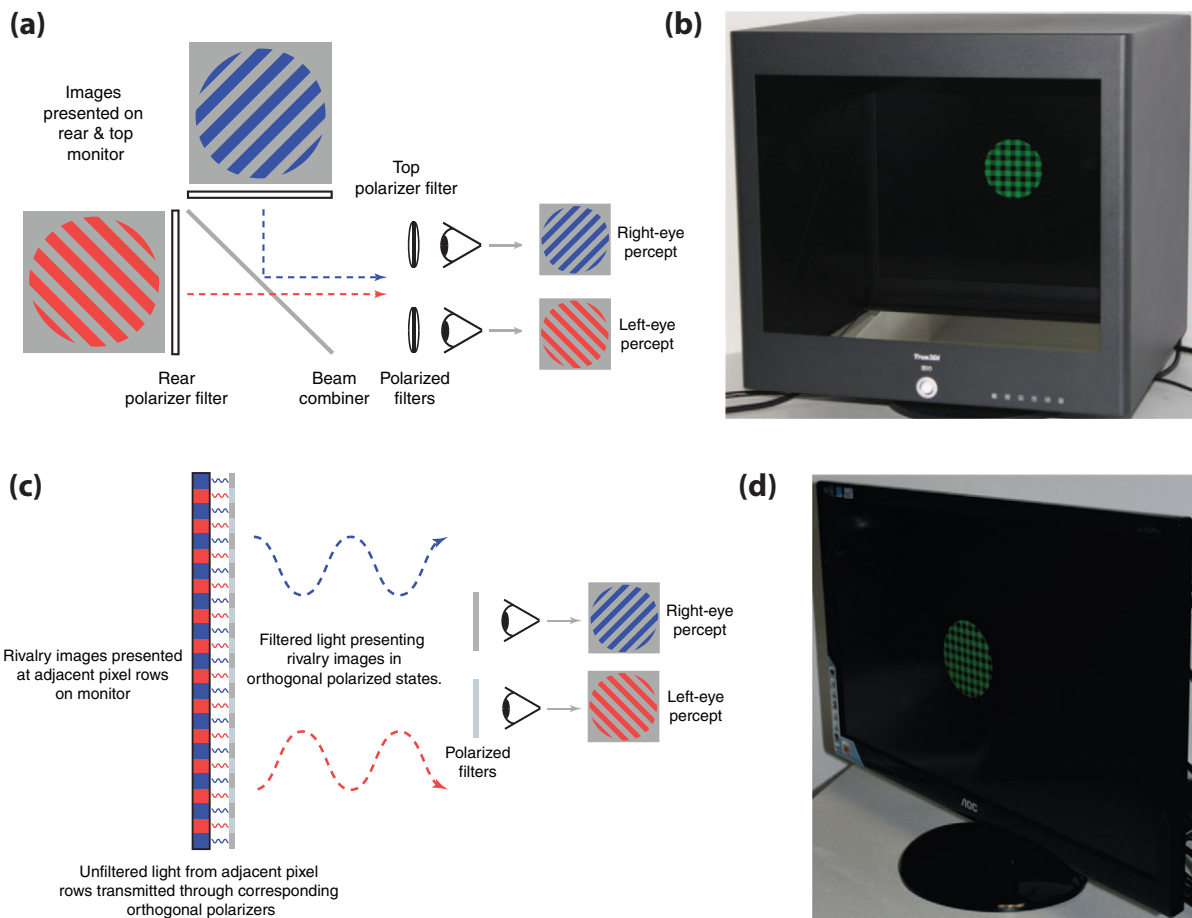 (a)
Images
presented on
rear & top
monitor
Top
polarizer filter
Right-eye
percept
Left-eye
percept
Rear
polarizer filter
Beam
combiner
Polarized
filters
(b)
True3Di
(c)
Rivalry images presented
at adjacent pixel rows
on monitor
Filtered light presenting
rivalry images in
orthogonal polarized states.
Right-eye
percept
Left-eye
percept
Polarized
filters
Unfiltered light from adjacent pixel
rows transmitted through corresponding
orthogonal polarizers
(d)
AOC